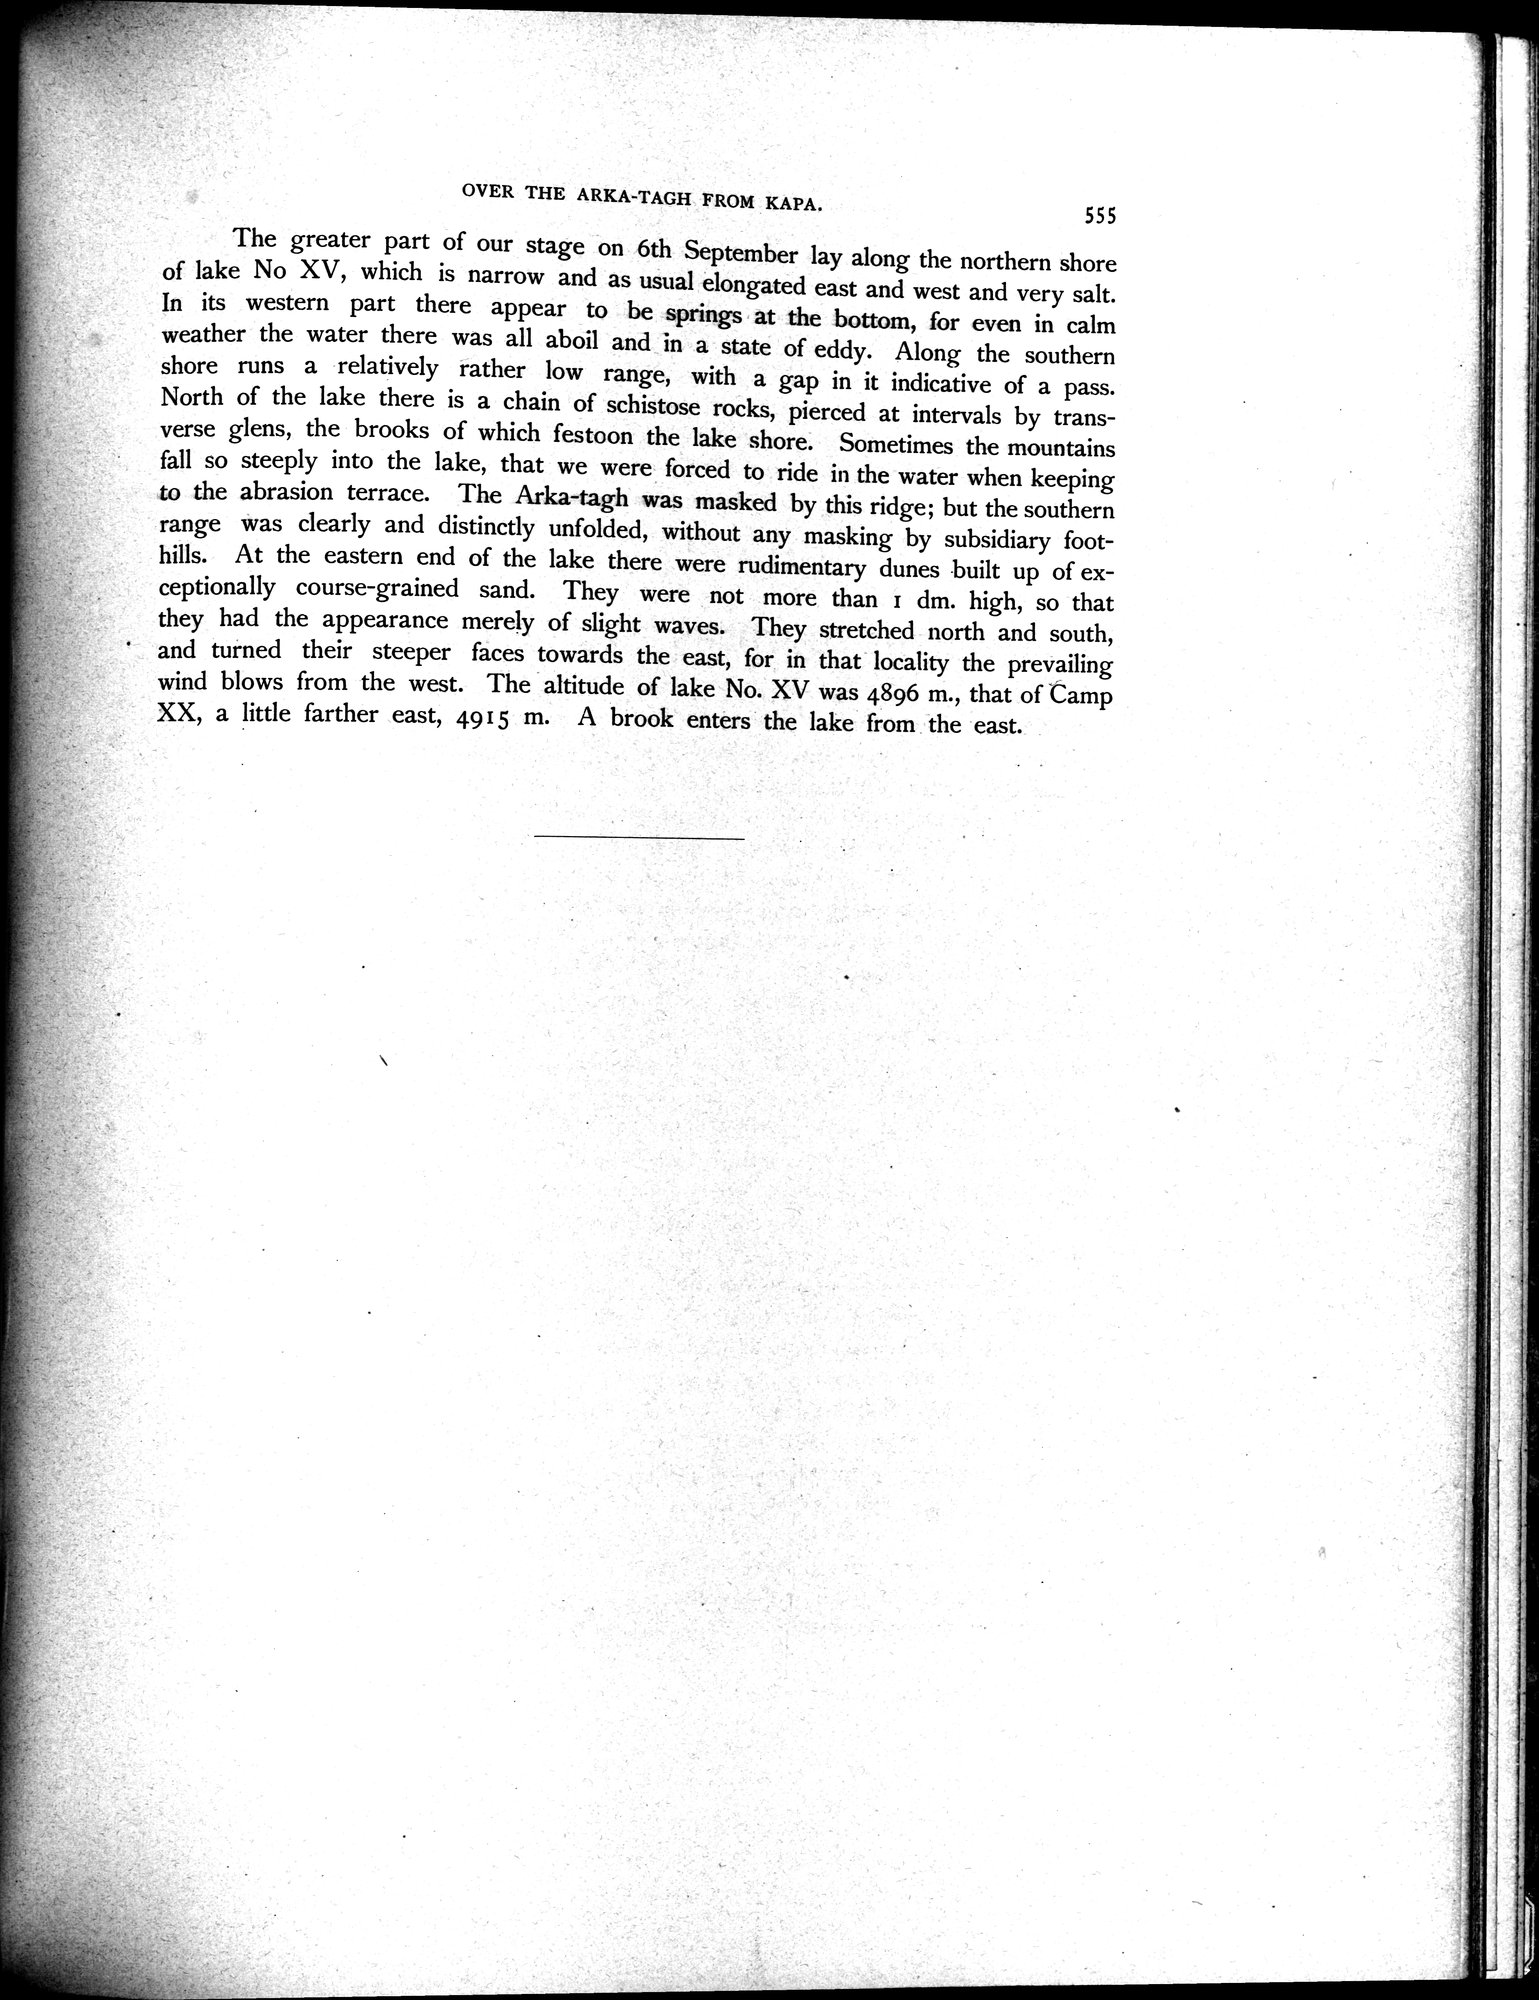 OVER THE ARKA-TAGH FROM KAPA.
555
The greater part of our stage on 6th September lay along the northern shore
of lake No XV, which is narrow and as usual elongated east and west and very salt.
In its western part there appear to be springs at the bottom, for even in calm
weather the water there was all aboil and in a state of eddy. Along the southern
shore runs a relatively rather low range, with a gap in it indicative of a pass.
North of the lake there is a chain of schistose rocks, pierced at intervals by trans-
verse glens, the brooks of which festoon the lake shore. Sometimes the mountains
fall so steeply into the lake, that we were forced to ride in the water when keeping
to the abrasion terrace. The Arka-tagh was masked by this ridge; but the southern
range was clearly and distinctly unfolded, without any masking by subsidiary foot-
hills. At the eastern end of the lake there were rudimentary dunes built up of ex-
ceptionally course-grained sand. They were not more than 1 dm. high, so that
they had the appearance merely of slight waves. They stretched north and south,
and turned their steeper faces towards the east, for in that locality the prevailing
wind blows from the west. The altitude of lake No. XV was 4896 m., that of Camp
XX, a little farther east, 4915 m. A brook enters the lake from the east.